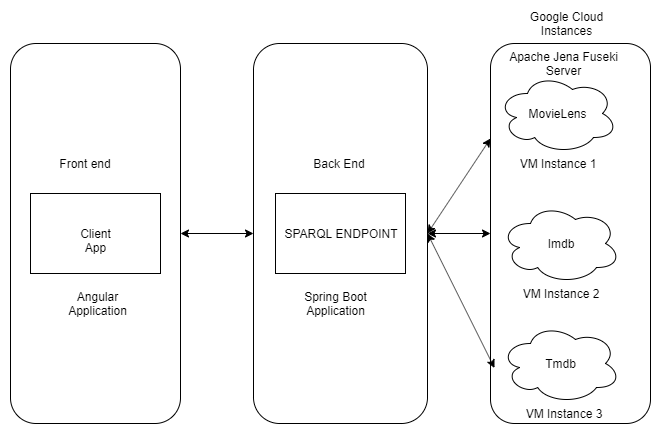 Google Cloud
Instances
Apache Jena Fuseki
Server
MovieLens
VM Instance 1
Front end
Back End
Client
App
SPARQL ENDPOINT
Imdb
VM Instance 2
Angular
Application
Spring Boot
Application
Tmdb
VM Instance 3